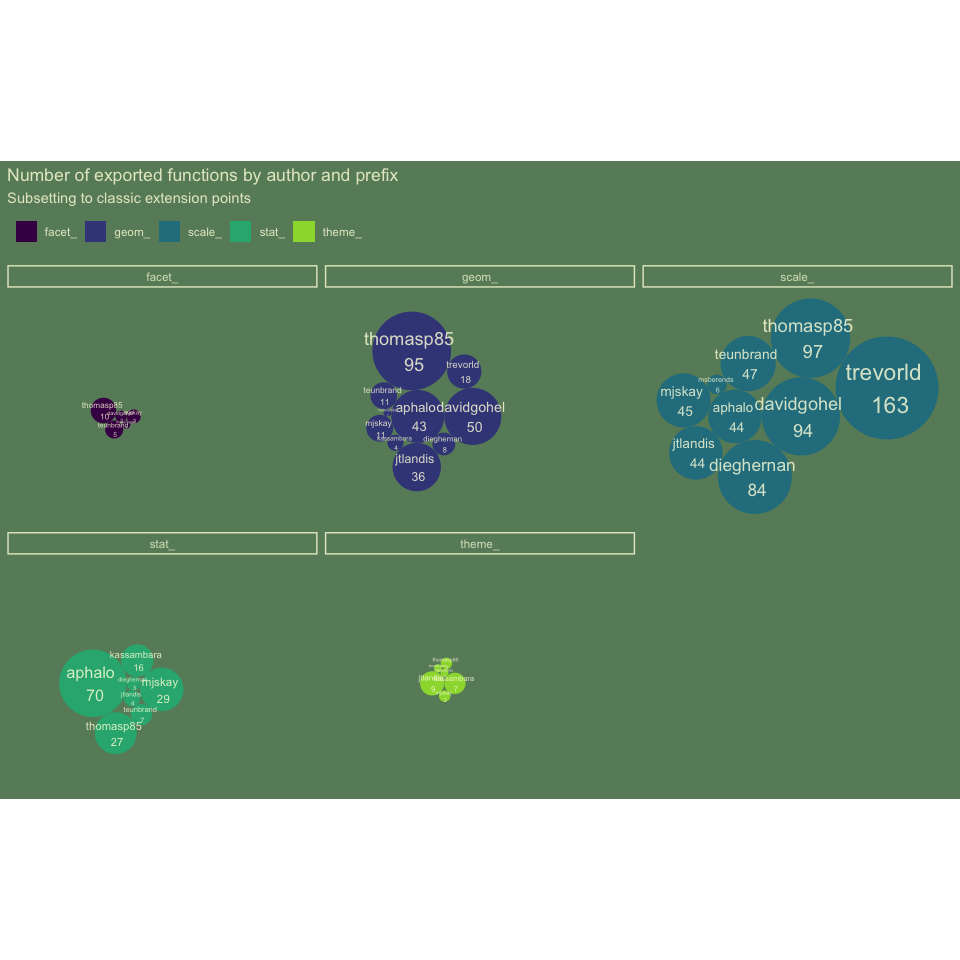 Number of exported functions by author and prefix
Subsetting to classic extension points
facet_ geom_ scale_ stat_ theme_
facet_
geom_
scale_
thomasp85
10
teunbrand
5
thomasp85
95
trevorld
18
teunbrand
11
aphalo
43
davidgohel
50
mjskay
11
kassambara
4
dieghernan
8
jtlandis
36
thomasp85
97
teunbrand
47
trevorld
163
msberends
6
mjskay
45
aphalo
44
davidgohel
94
jtlandis
44
dieghernan
84
stat_
theme_
kassambara
16
aphalo
70
dieghernan
3
mjskay
29
jtlandis
4
teunbrand
7
thomasp85
27
thomasp85
jtlandis
9
kassambara
7